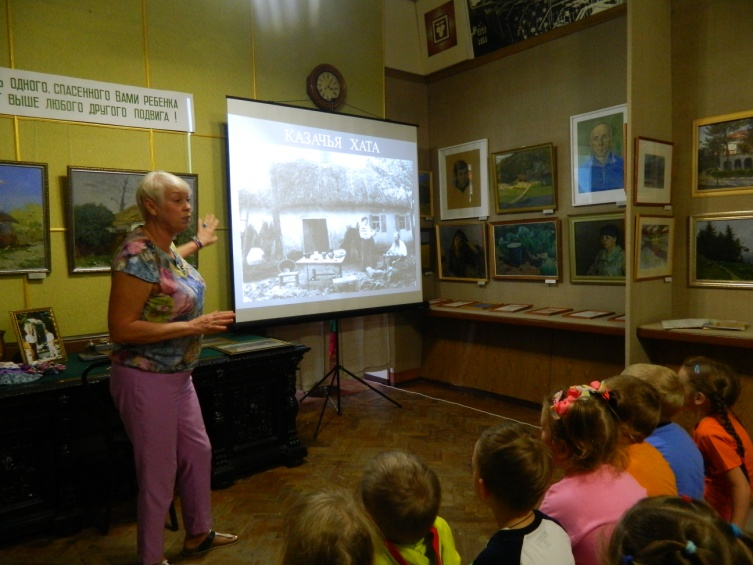 ОДНОГО, СПАСЕННОГО ВАМИ РЕБЕНКА
ВЫШЕ ЛЮБОГО ДРУГОГО ПОДВИГА!
КАЗАЧЬЯ ХАТА